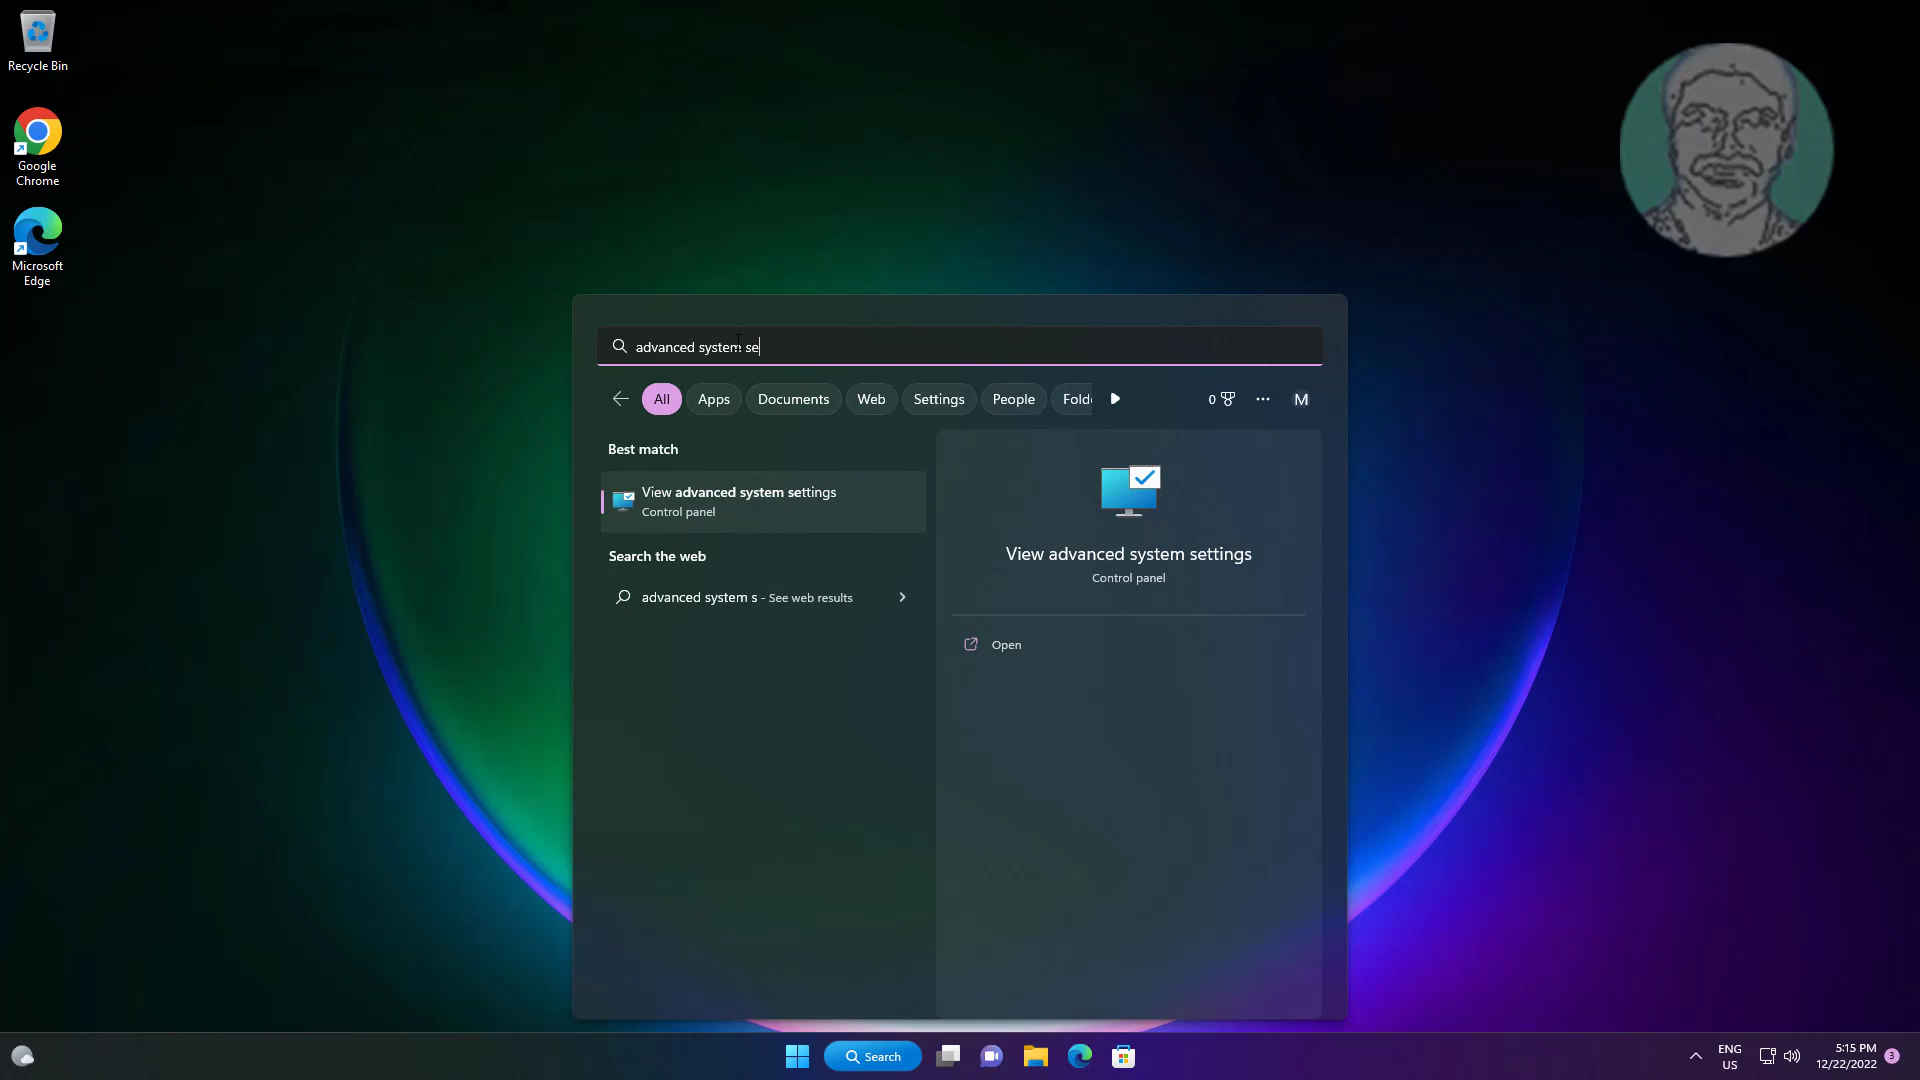 Recycle Bin
Google
Chrome
Microsoft
Edge
advanced system se
All
Apps
Documents
Web
Settings
People
Fold
0
M
Best match
View advanced system settings
Control panel
Search the web
advanced system s - See web results
View advanced system settings
Control panel
Open
Search
ENG
US
5:15 PM
12/22/2022
3